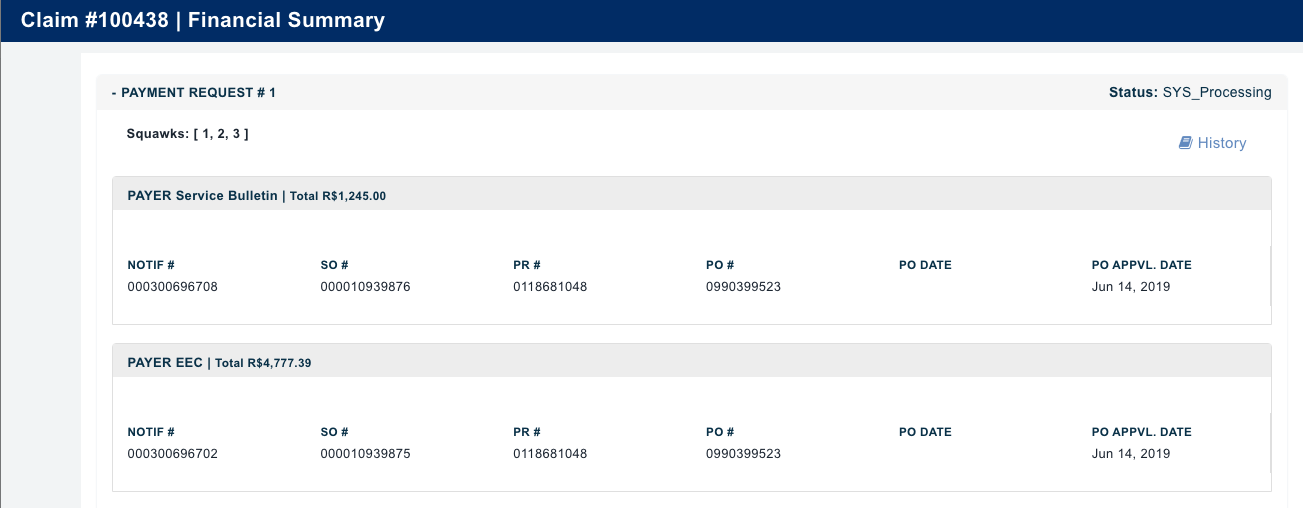 Claim #100438 | Financial Summary
- PAYMENT REQUEST # 1 Status: SYS_Processing
Squawks: [ 1, 2, 3 ]
History
PAYER Service Bulletin | Total R$1,245.00
NOTIF # SO # PR # PO # PO DATE PO APPVL. DATE
000300696708 000010939876 0118681048 0990399523 Jun 14, 2019
PAYER EEC | Total R$4,777.39
NOTIF # SO # PR # PO # PO DATE PO APPVL. DATE
000300696702 000010939875 0118681048 0990399523 Jun 14, 2019